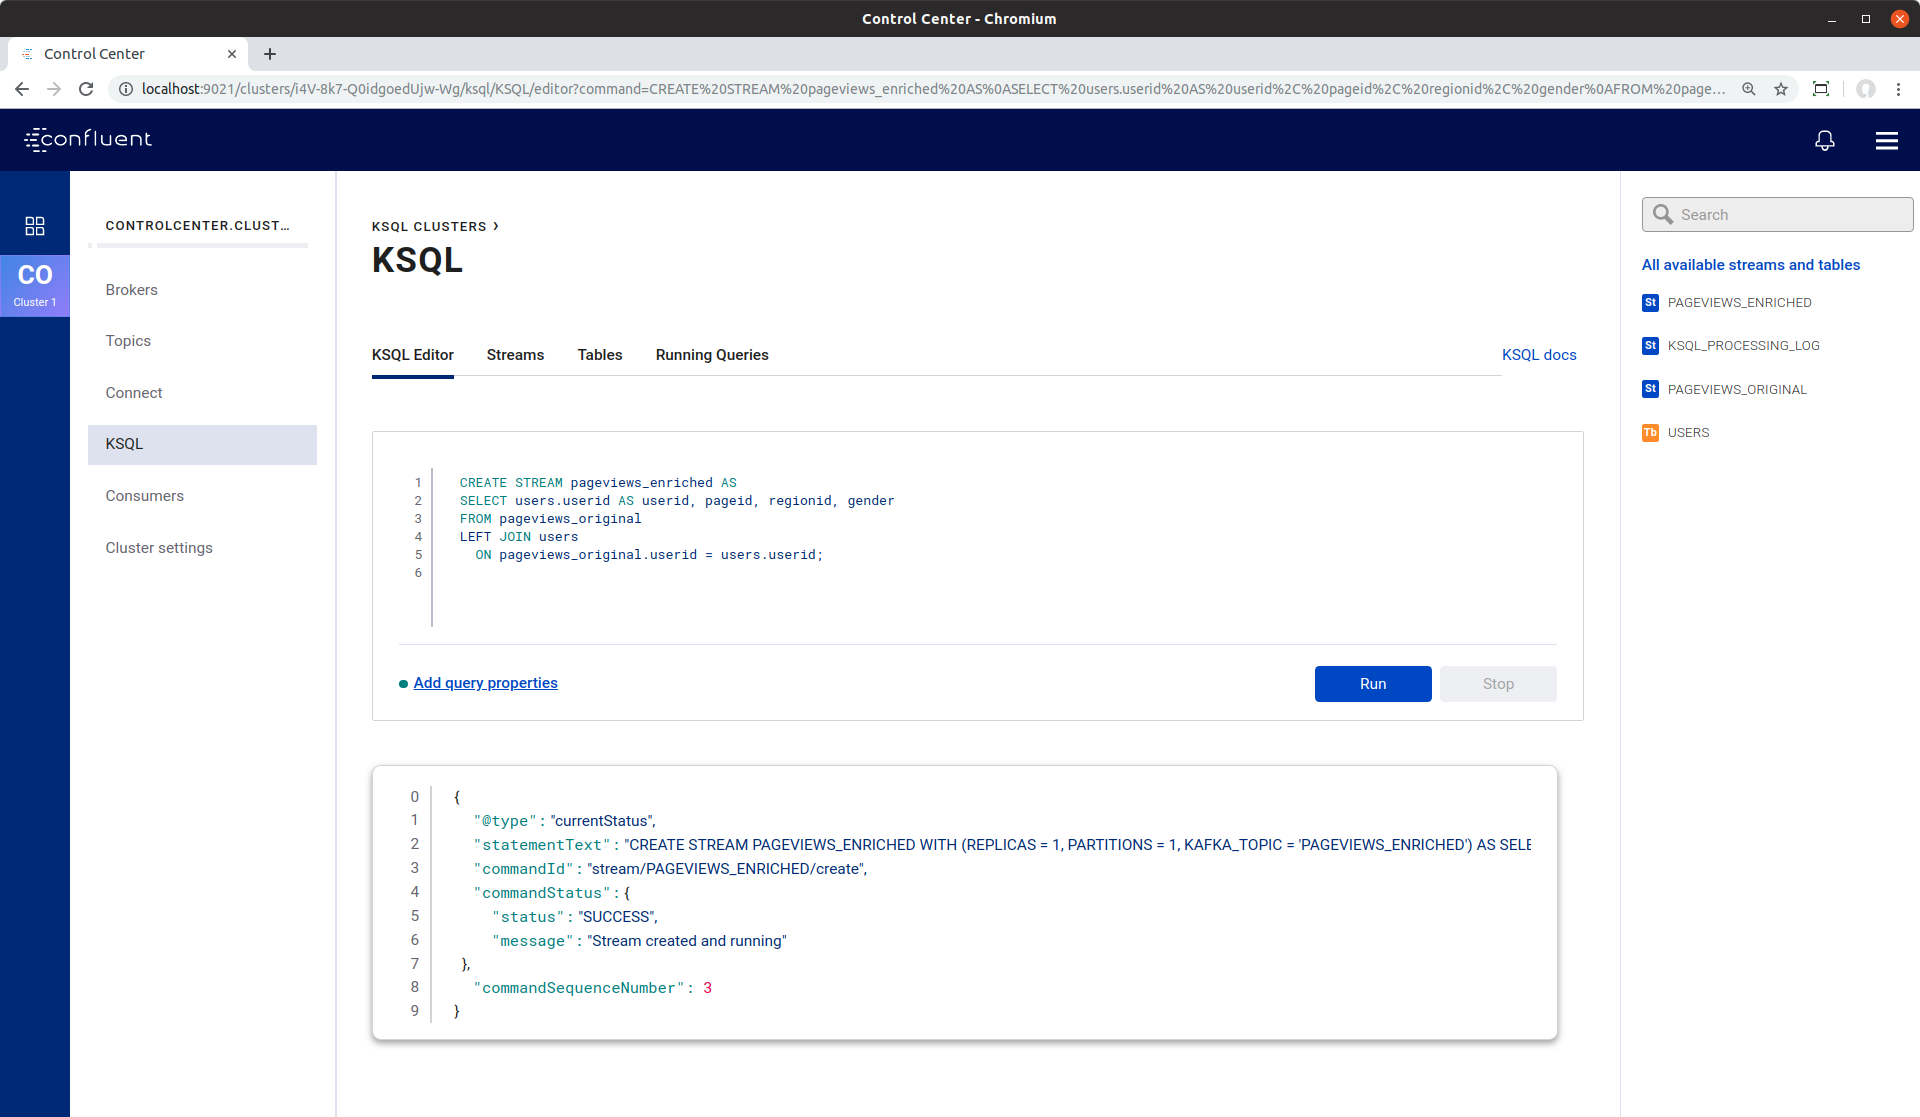 Control Center - Chromium
Control Center
localhost:9021/clusters/i4V-8k7-Q0idgoedUjw-Wg/ksql/KSQL/editor?command=CREATE%20STREAM%20pageviews_enriched%20AS%0ASELECT%20users.userid%20AS%20userid%2C%20pageid%2C%20regionid%2C%20gender%0AFROM%20page...
confluent
CO
Cluster 1
CONTROLCENTER.CLUST...
Brokers
Topics
Connect
KSQL
Consumers
Cluster settings
KSQL CLUSTERS ›
KSQL
KSQL Editor Streams Tables Running Queries KSQL docs
1 CREATE STREAM pageviews_enriched AS
2 SELECT users.userid AS userid, pageid, regionid, gender
3 FROM pageviews_original
4 LEFT JOIN users
5 ON pageviews_original.userid = users.userid;
6
Add query properties
Run Stop
0 {
1 "@type": "currentStatus",
2 "statementText": "CREATE STREAM PAGEVIEWS_ENRICHED WITH (REPLICAS = 1, PARTITIONS = 1, KAFKA_TOPIC = 'PAGEVIEWS_ENRICHED') AS SELE
3 "commandId": "stream/PAGEVIEWS_ENRICHED/create",
4 "commandStatus": {
5 "status": "SUCCESS",
6 "message": "Stream created and running"
7 },
8 "commandSequenceNumber": 3
9 }
Search
All available streams and tables
St PAGEVIEWS_ENRICHED
St KSQL_PROCESSING_LOG
St PAGEVIEWS_ORIGINAL
Tb USERS